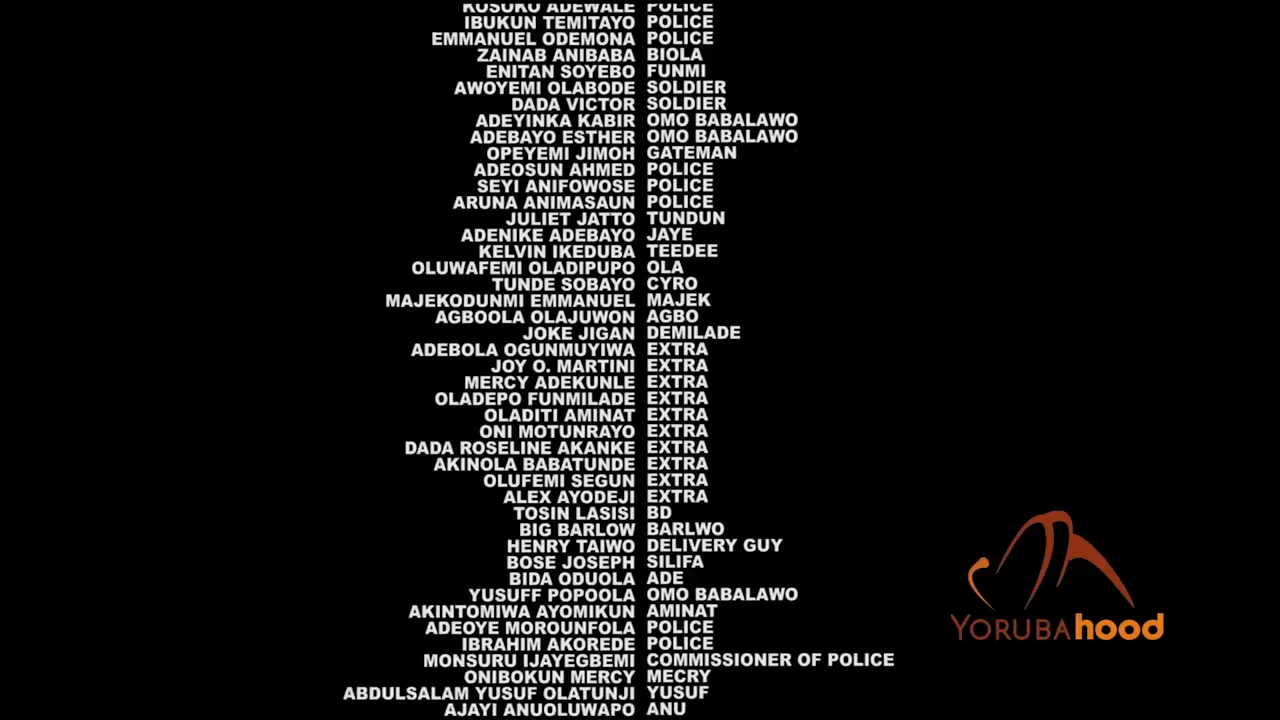 KOSOKO ADEWALE POLICE
IBUKUN TEMITAYO POLICE
EMMANUEL ODEMONA POLICE
ZAINAB ANIBABA BIOLA
ENITAN SOYEBO FUNMI
AWOYEMI OLABODE SOLDIER
DADA VICTOR SOLDIER
ADEYINKA KABIR OMO BABALAWO
ADEBAYO ESTHER OMO BABALAWO
OPEYEMI JIMOH GATEMAN
ADEOSUN AHMED POLICE
SEYI ANIFOWOSE POLICE
ARUNA ANIMASAUN POLICE
JULIET JATTO TUNDUN
ADENIKE ADEBAYO JAYE
KELVIN IKEDUBA TEEDEE
OLUWAFEMI OLADIPUPO OLA
TUNDE SOBAYO CYRO
MAJEKODUNMI EMMANUEL MAJEK
AGBOOLA OLAJUWON AGBO
JOKE JIGAN DEMILADE
ADEBOLA OGUNMUYIWA EXTRA
JOY O. MARTINI EXTRA
MERCY ADEKUNLE EXTRA
OLADEPO FUNMILADE EXTRA
OLADITI AMINAT EXTRA
ONI MOTUNRAYO EXTRA
DADA ROSELINE AKANKE EXTRA
AKINOLA BABATUNDE EXTRA
OLUFEMI SEGUN EXTRA
ALEX AYODEJI EXTRA
TOSIN LASISI BD
BIG BARLOW BARLWO
HENRY TAIWO DELIVERY GUY
BOSE JOSEPH SILIFA
BIDA ODUOLA ADE
YUSUFF POPOOLA OMO BABALAWO
AKINTOMIWA AYOMIKUN AMINAT
ADEOYE MOROUNFOLA POLICE
IBRAHIM AKOREDE POLICE
MONSURU IJAYEGBEMI COMMISSIONER OF POLICE
ONIBOKUN MERCY MECRY
ABDULSALAM YUSUF OLATUNJI YUSUF
AJAYI ANUOLUWAPO ANU
YORUBAhood